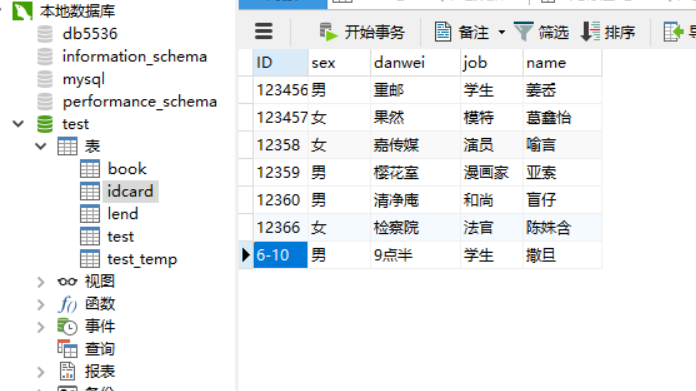 本地数据库
db5536
information_schema
mysql
performance_schema
test
表
book
idcard
lend
test
test_temp
视图
f() 函数
事件
查询
报表
开始事务 备注 筛选 排序
ID sex danwei job name
123456 男 重邮 学生
123457 女 果然 模特 葛鑫怡
12358 女 嘉传媒 演员 喻言
12359 男 樱花室 漫画家 亚索
12360 男 清净庵 和尚 盲仔
12366 女 检察院 法官 陈姝含
6-10 男 9点半 学生 撒旦